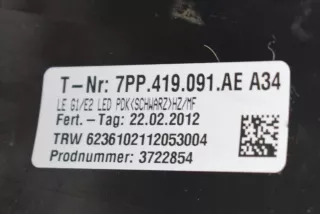 T-Nr: 7PP.419.091.AE A34
LE G1/E2 LED PDK(SCHWARZ)HZ/MF
Fert.-Tag: 22.02.2012
TRW 6236102112053004
Prodnummer: 3722854